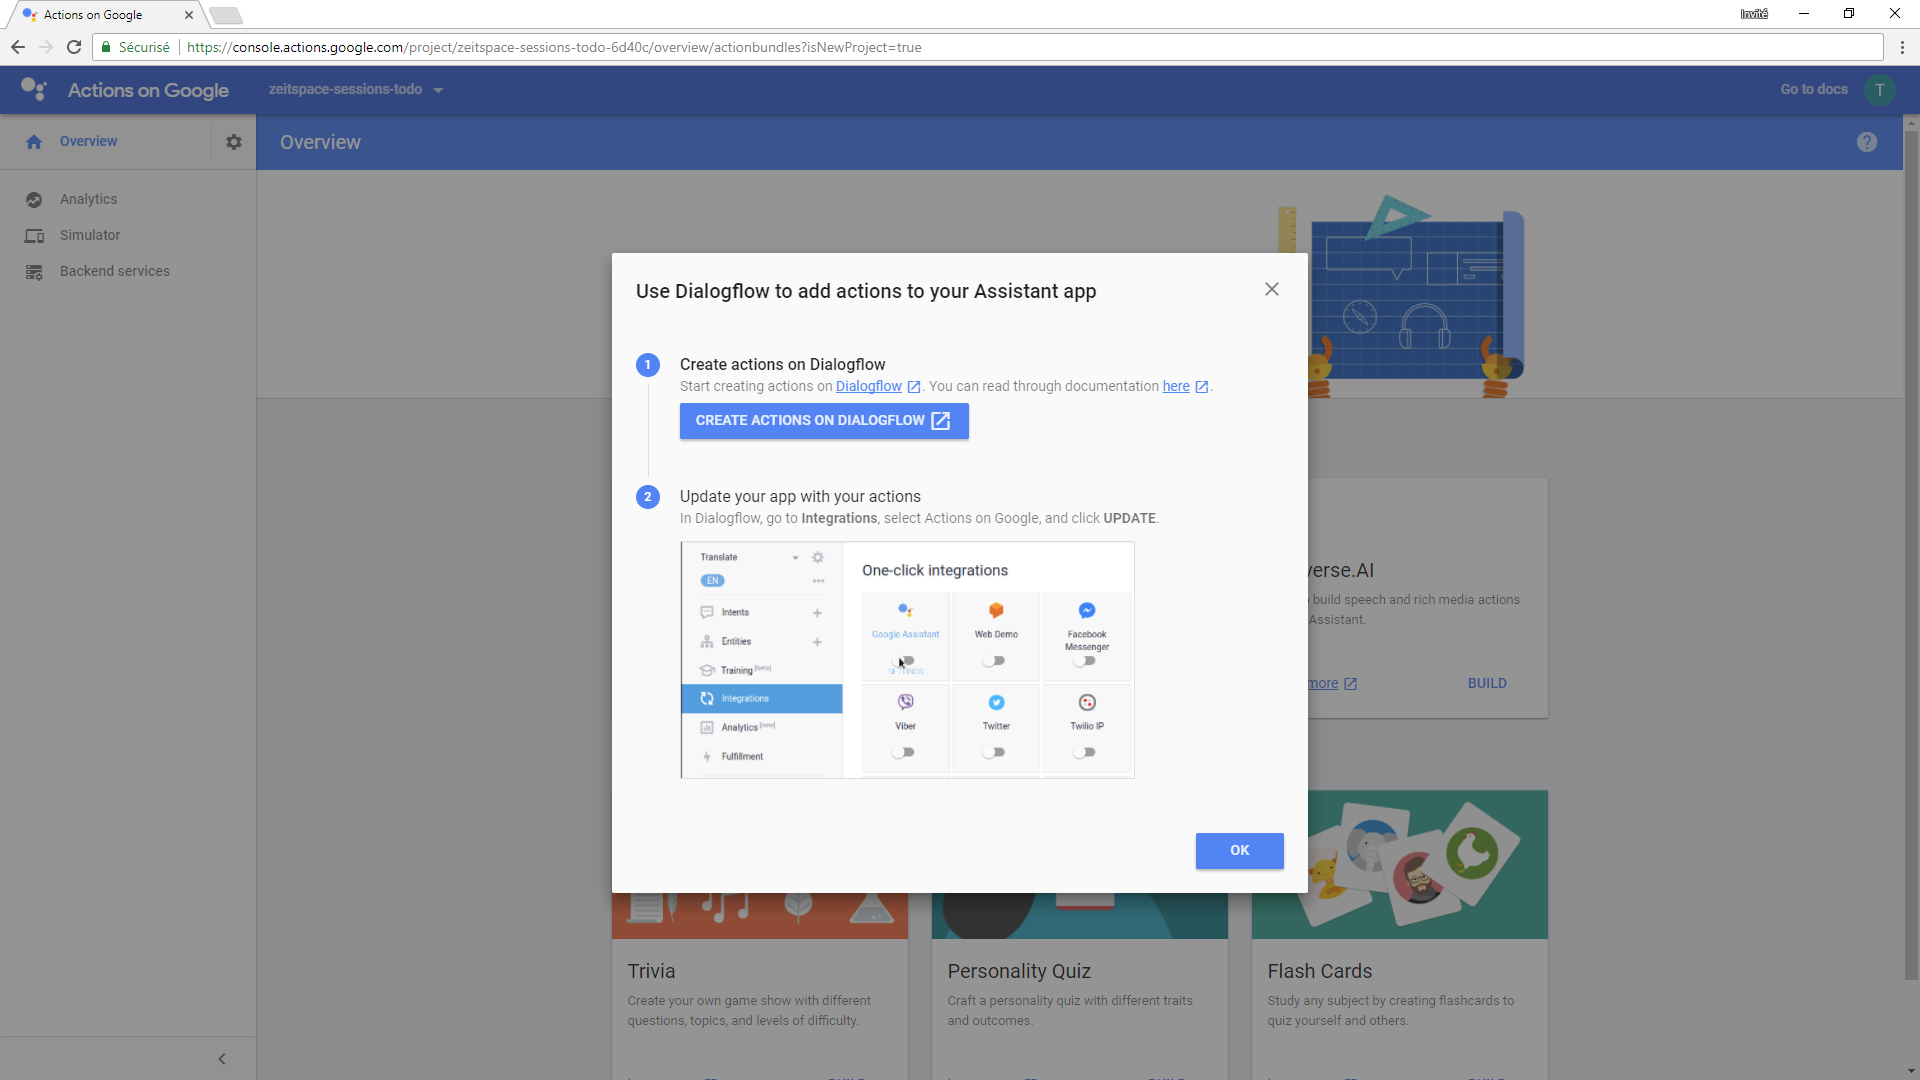 Actions on Google
Invité
Sécurisé
https://console.actions.google.com/project/zeitspace-sessions-todo-6d40c/overview/actionbundles?isNewProject=true
Actions on Google
zeitspace-sessions-todo
Go to docs
T
Overview
Overview
?
Analytics
Simulator
Backend services
Use Dialogflow to add actions to your Assistant app
1
Create actions on Dialogflow
Start creating actions on Dialogflow. You can read through documentation here.
CREATE ACTIONS ON DIALOGFLOW
2
Update your app with your actions
In Dialogflow, go to Integrations, select Actions on Google, and click UPDATE.
Translate
EN
Intents
Entities
Training [beta]
Integrations
Analytics [new]
Fulfillment
One-click integrations
Google Assistant
SETTINGS
Web Demo
Facebook
Messenger
Viber
Twitter
Twilio IP
OK
verse.AI
build speech and rich media actions
Assistant.
more
BUILD
Trivia
Create your own game show with different
questions, topics, and levels of difficulty.
Personality Quiz
Craft a personality quiz with different traits
and outcomes.
Flash Cards
Study any subject by creating flashcards to
quiz yourself and others.